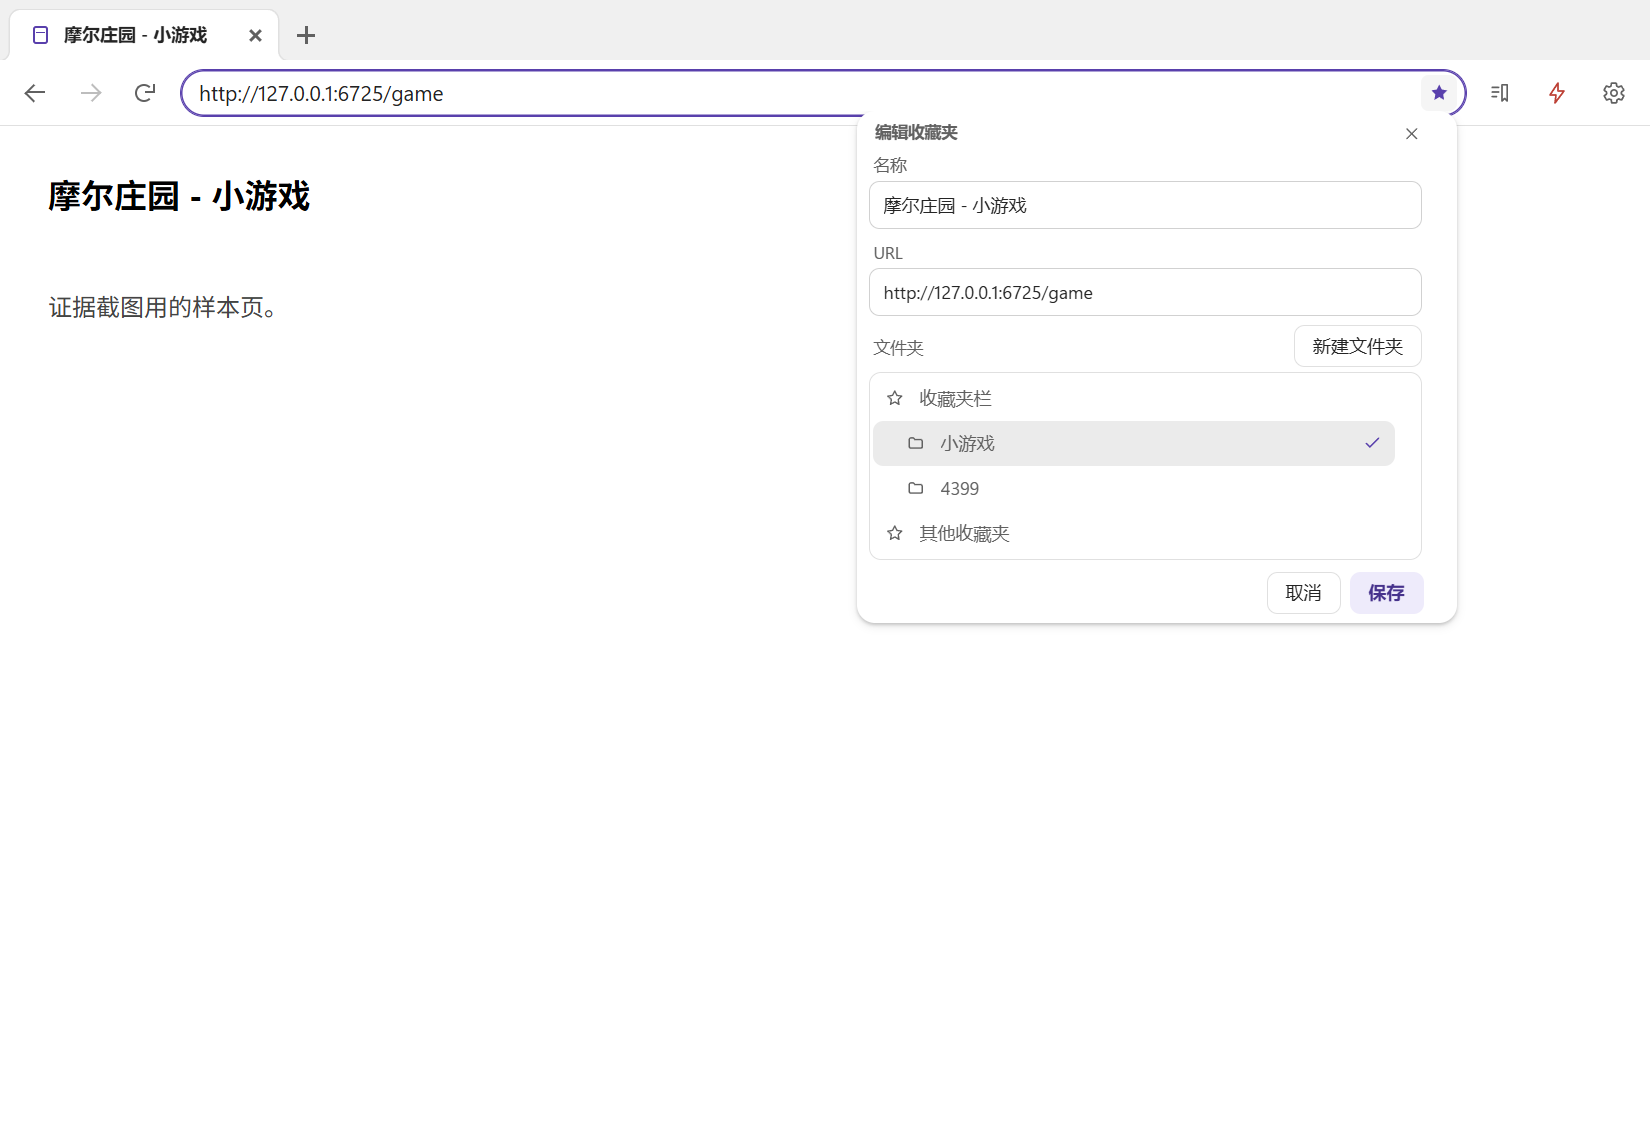 摩尔庄园 - 小游戏
http://127.0.0.1:6725/game
编辑收藏夹
名称
摩尔庄园 - 小游戏
摩尔庄园 - 小游戏
URL
http://127.0.0.1:6725/game
证据截图用的样本页。
文件夹
新建文件夹
收藏夹栏
小游戏
4399
其他收藏夹
取消
保存